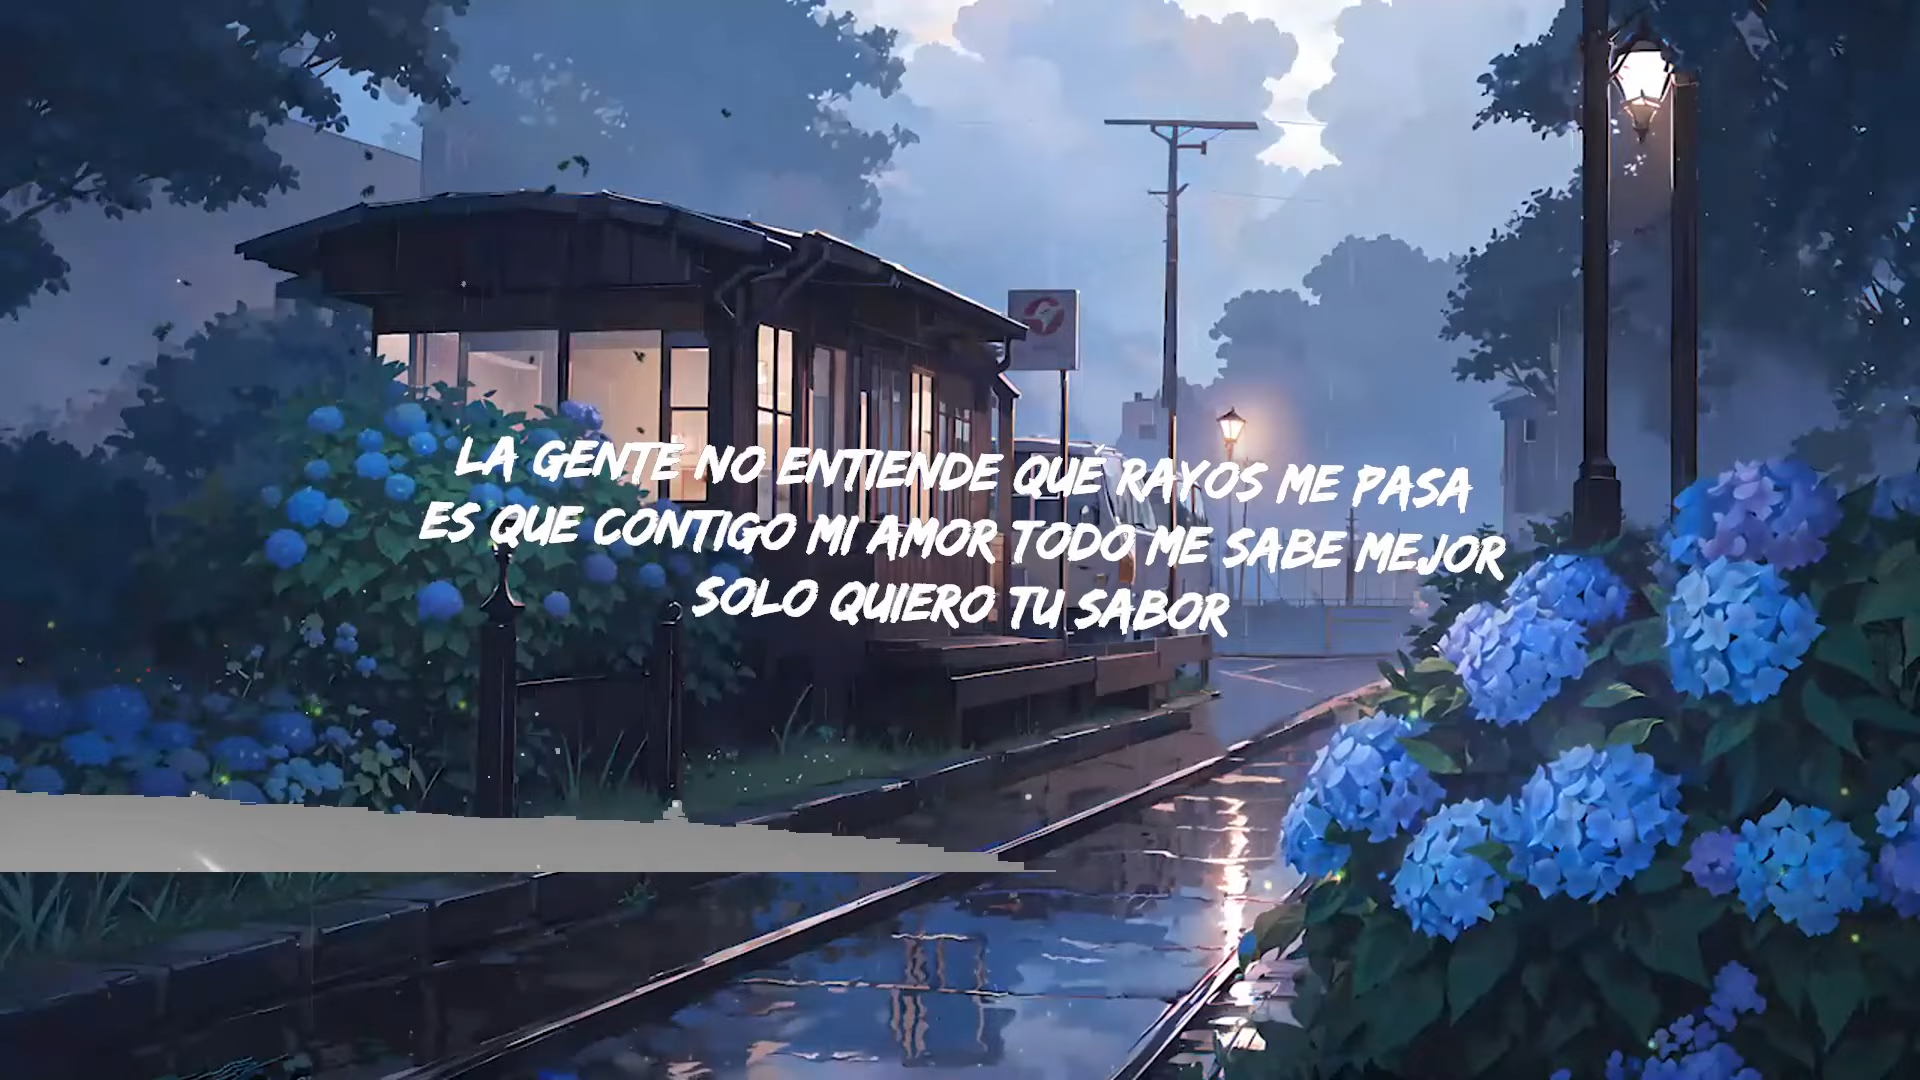 LA GENTE NO ENTIENDE QUÉ RAYOS ME PASA
ES QUE CONTIGO MI AMOR TODO ME SABE MEJOR
SOLO QUIERO TU SABOR